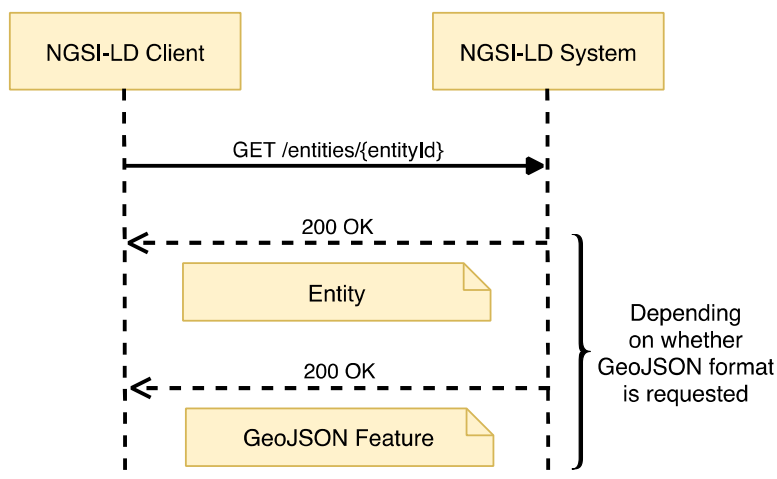 NGSI-LD Client
NGSI-LD System
GET /entities/{entityId}
200 OK
Entity
Depending
on whether
GeoJSON format
is requested
200 OK
GeoJSON Feature